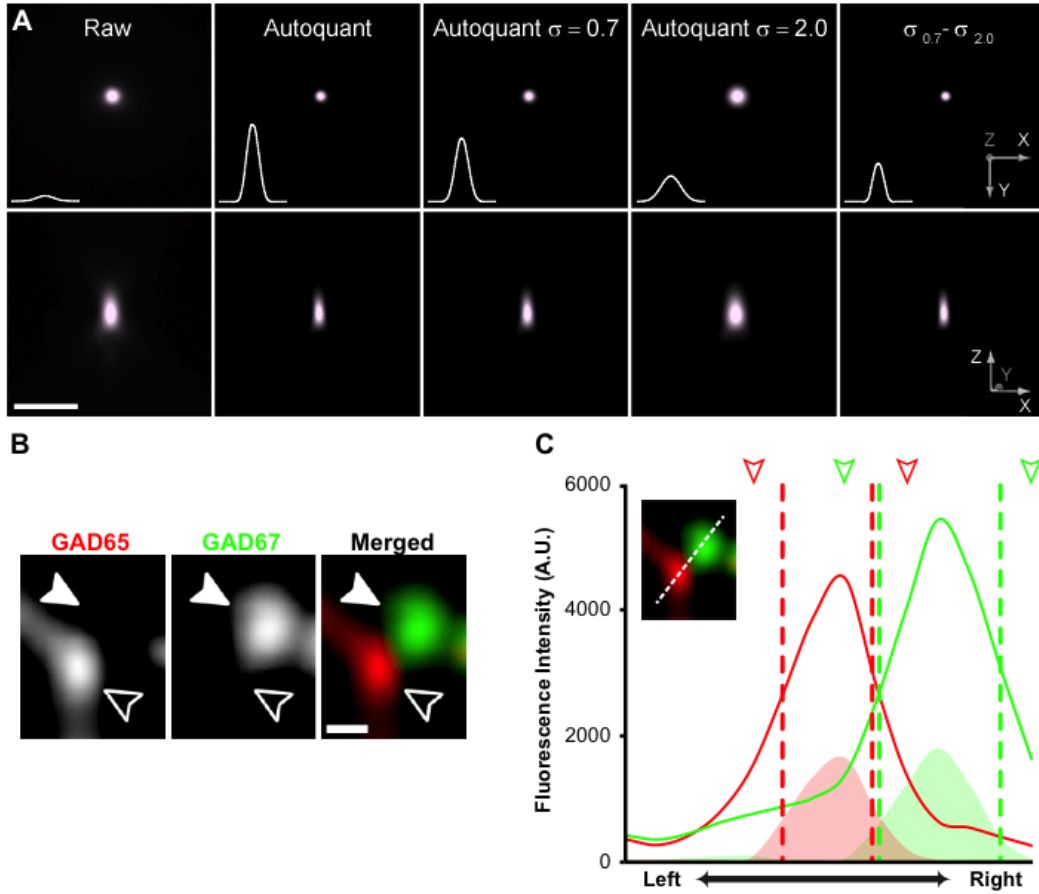 A
Raw
Autoquant
Autoquant σ = 0.7
Autoquant σ = 2.0
σ 0.7 - σ 2.0
Z X
Y
Z
Y
X
B
GAD65
GAD67
Merged
C
6000
4000
2000
0
Fluorescence Intensity (A.U.)
Left
Right